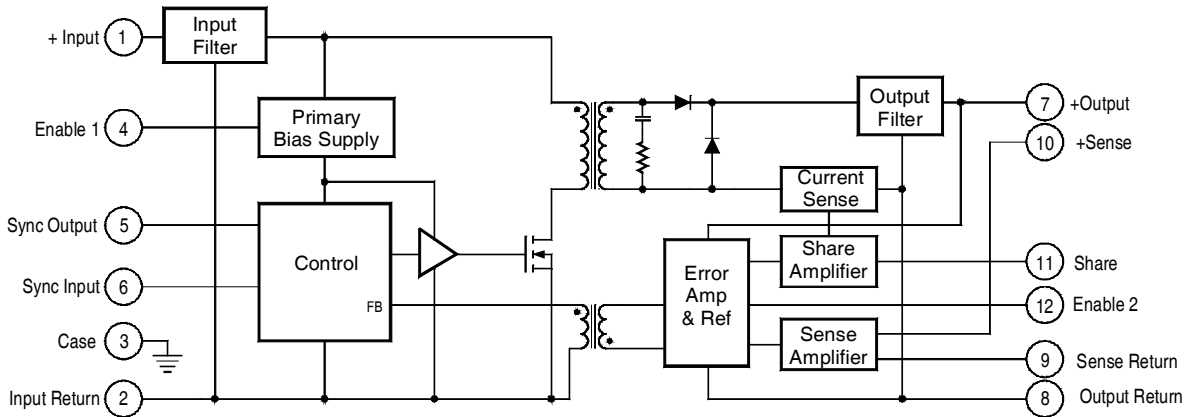 + Input
1
Input
Filter
Enable 1
4
Primary
Bias Supply
Sync Output
5
Sync Input
6
Control
FB
Case
3
Input Return
2
Output
Filter
7
+Output
10
+Sense
Current
Sense
Share
Amplifier
11
Share
Error
Amp
& Ref
12
Enable 2
Sense
Amplifier
9
Sense Return
8
Output Return